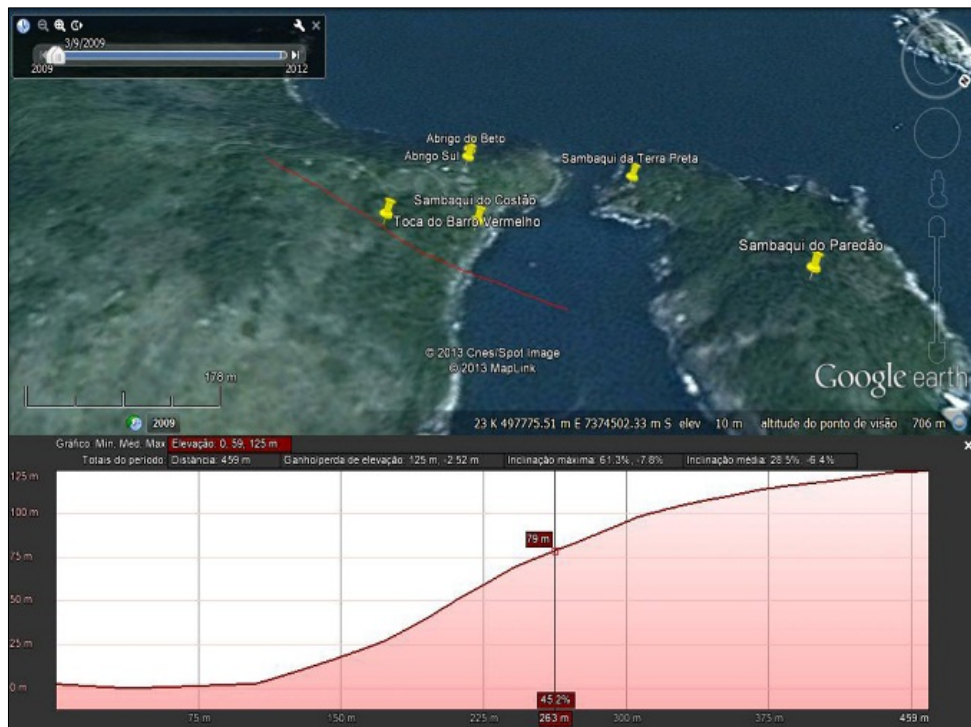 3/9/2009
2009 2012
Abrigo do Beto
Abrigo Sul
Sambaqui da Terra Preta
Sambaqui do Costão
Toca do Barro Vermelho
Sambaqui do Paredão
© 2013 Cnes/Spot Image
© 2013 MapLink
178 m
Google earth
2009
23 K 497775.51 m E 7374502.33 m S elev 10 m altitude do ponto de visão 706 m
Gráfico: Min, Méd, Max Elevação: 0, 59, 125 m
Totais do período: Distância: 459 m Ganho/perda de elevação: 125 m, -2.52 m Inclinação máxima: 61.3%, -7.8% Inclinação média: 28.5%, -6.4%
125 m
100 m
79 m
75 m
50 m
25 m
0 m
45.2%
75 m 150 m 225 m 263 m 300 m 375 m 459 m